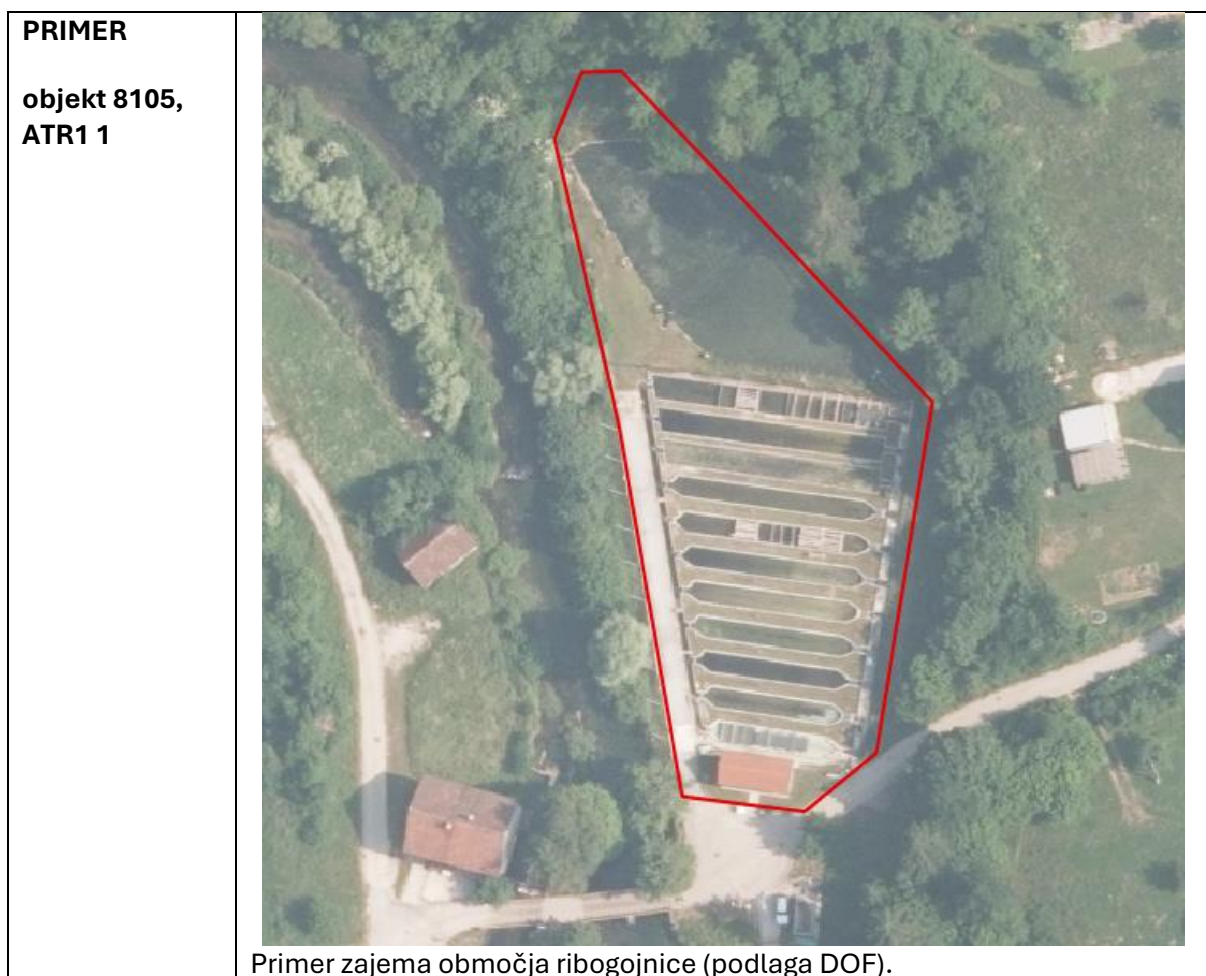 PRIMER
objekt 8105,
ATR1 1
Primer zajema območja ribogojnice (podlaga DOF).